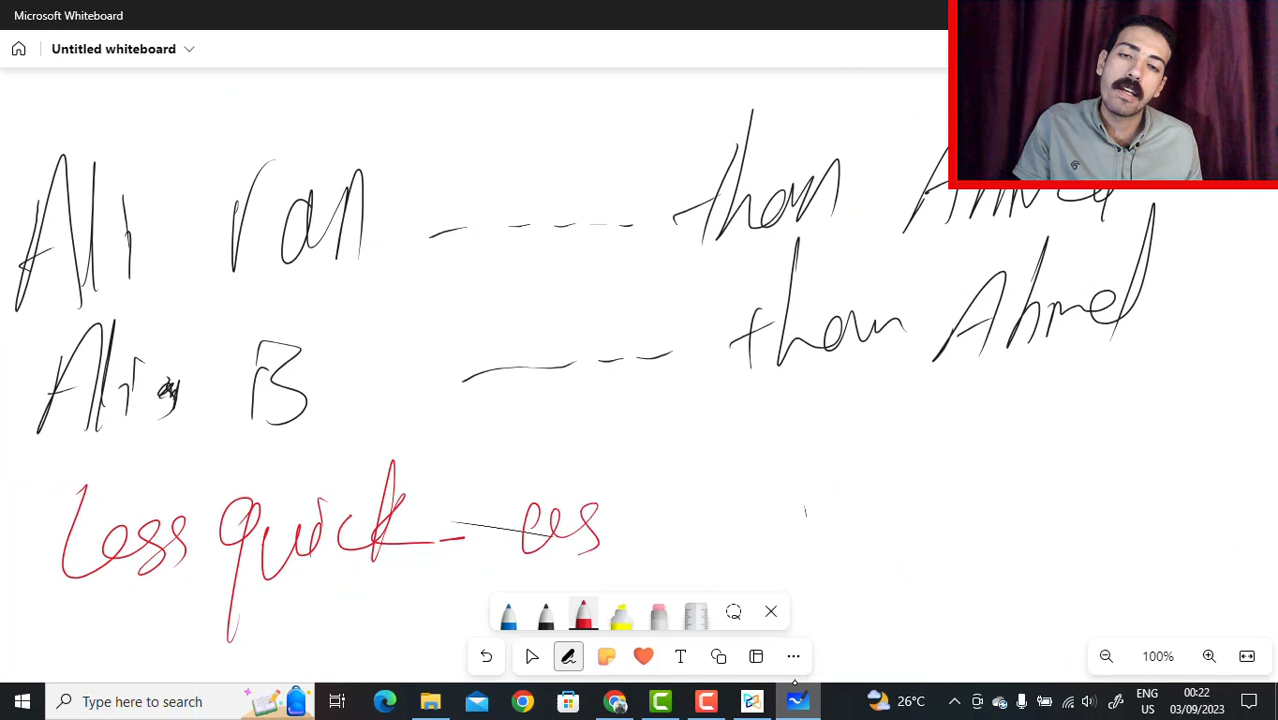 Microsoft Whiteboard
Untitled whiteboard
Ali ran ---- than Ahmed
Ali B --- than Ahmed
Less quick -
100%
Type here to search
26°C
ENG
US
00:22
03/09/2023